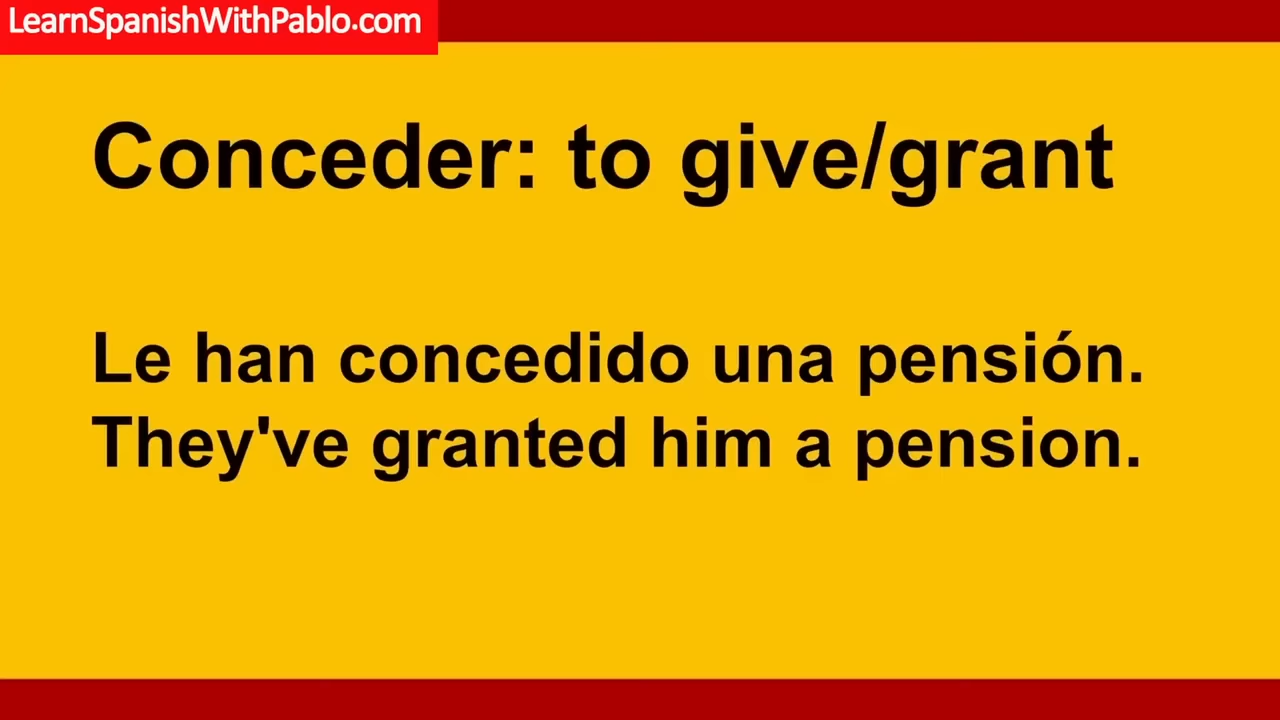 LearnSpanishWithPablo.com
Conceder: to give/grant
Le han concedido una pensión.
They've granted him a pension.